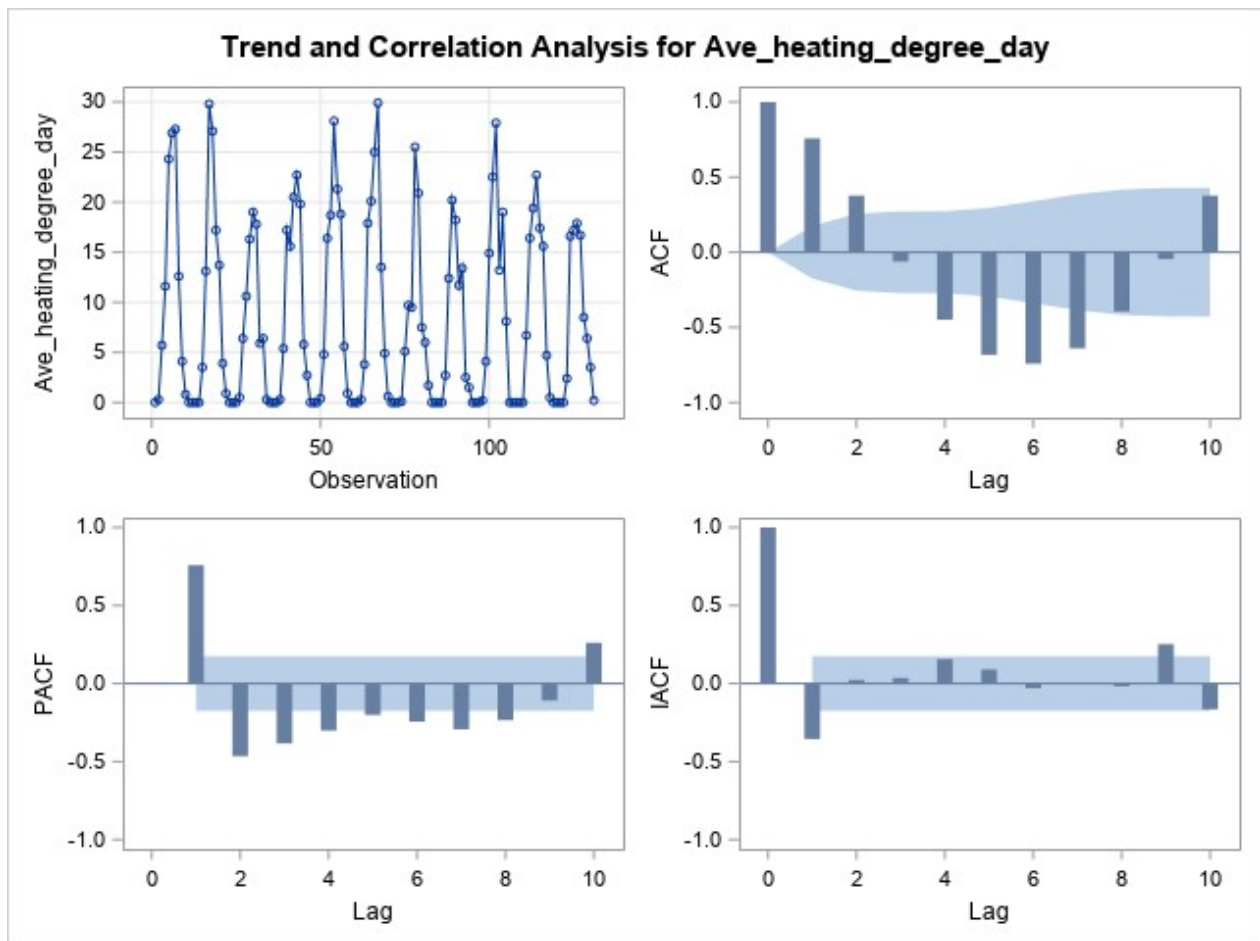 Trend and Correlation Analysis for Ave_heating_degree_day
Ave_heating_degree_day
30
25
20
15
10
5
0
0 50 100
Observation
ACF
1.0
0.5
0.0
-0.5
-1.0
0 2 4 6 8 10
Lag
PACF
1.0
0.5
0.0
-0.5
-1.0
0 2 4 6 8 10
Lag
IACF
1.0
0.5
0.0
-0.5
-1.0
0 2 4 6 8 10
Lag